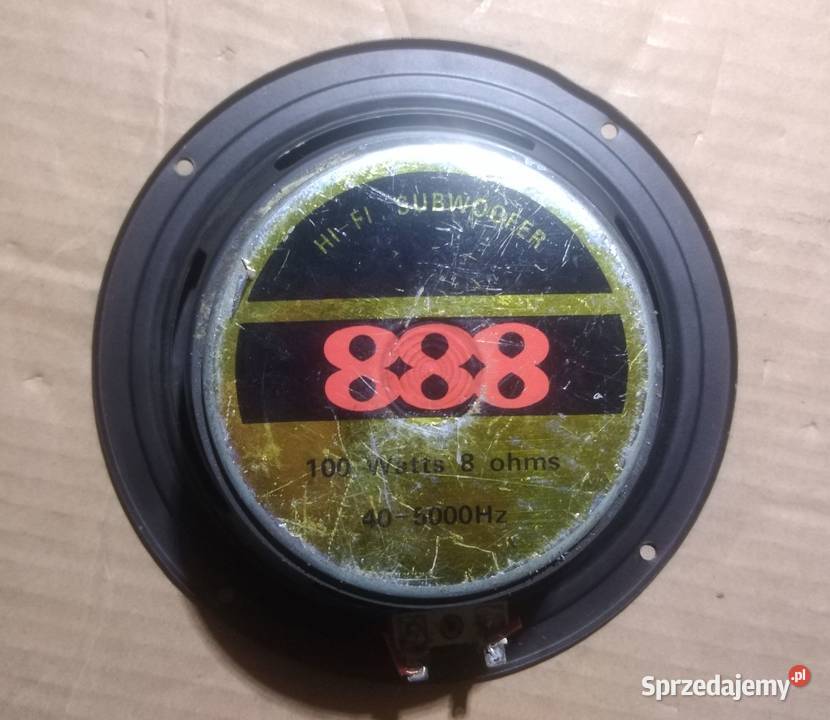 HI-FI SUBWOOFER
888
100 Watts 8 ohms
40-5000Hz
Sprzedajemy.pl